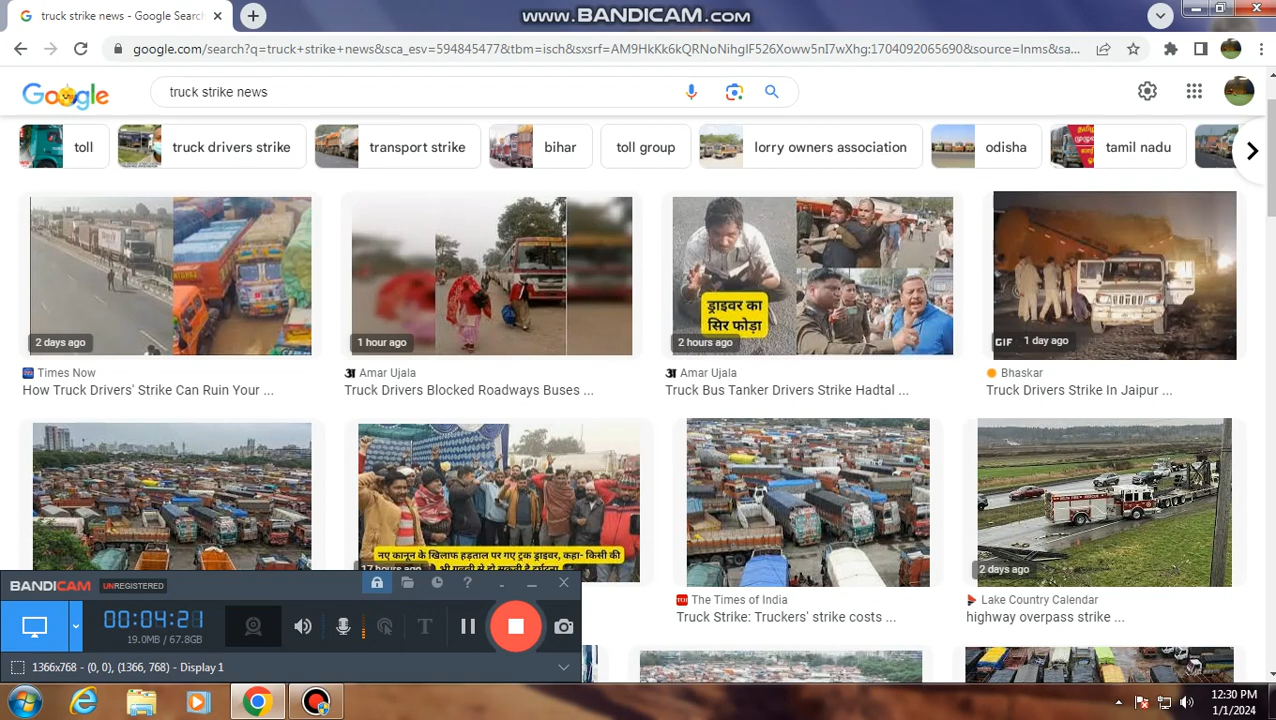 truck strike news - Google Search
WWW.BANDICAM.COM
google.com/search?q=truck+strike+news&sca_esv=594845477&tbm=isch&sxsrf=AM9HkKk6kQRNoNihgIF526Xoww5nI7wXhg:1704092065690&source=lnms&sa...
Google
truck strike news
toll
truck drivers strike
transport strike
bihar
toll group
lorry owners association
odisha
tamil nadu
2 days ago
1 hour ago
ड्राइवर का
सिर फोड़ा
2 hours ago
GIF 1 day ago
Times Now
How Truck Drivers' Strike Can Ruin Your ...
Amar Ujala
Truck Drivers Blocked Roadways Buses ...
Amar Ujala
Truck Bus Tanker Drivers Strike Hadtal ...
Bhaskar
Truck Drivers Strike In Jaipur ...
नए कानून के खिलाफ हड़ताल पर गए ट्रक ड्राइवर, कहा- किसी की
17 hours ago
2 days ago
The Times of India
Truck Strike: Truckers' strike costs ...
Lake Country Calendar
highway overpass strike ...
BANDICAM UNREGISTERED
00:04:21
19.0MB / 67.8GB
1366x768 - (0, 0), (1366, 768) - Display 1
12:30 PM
1/1/2024